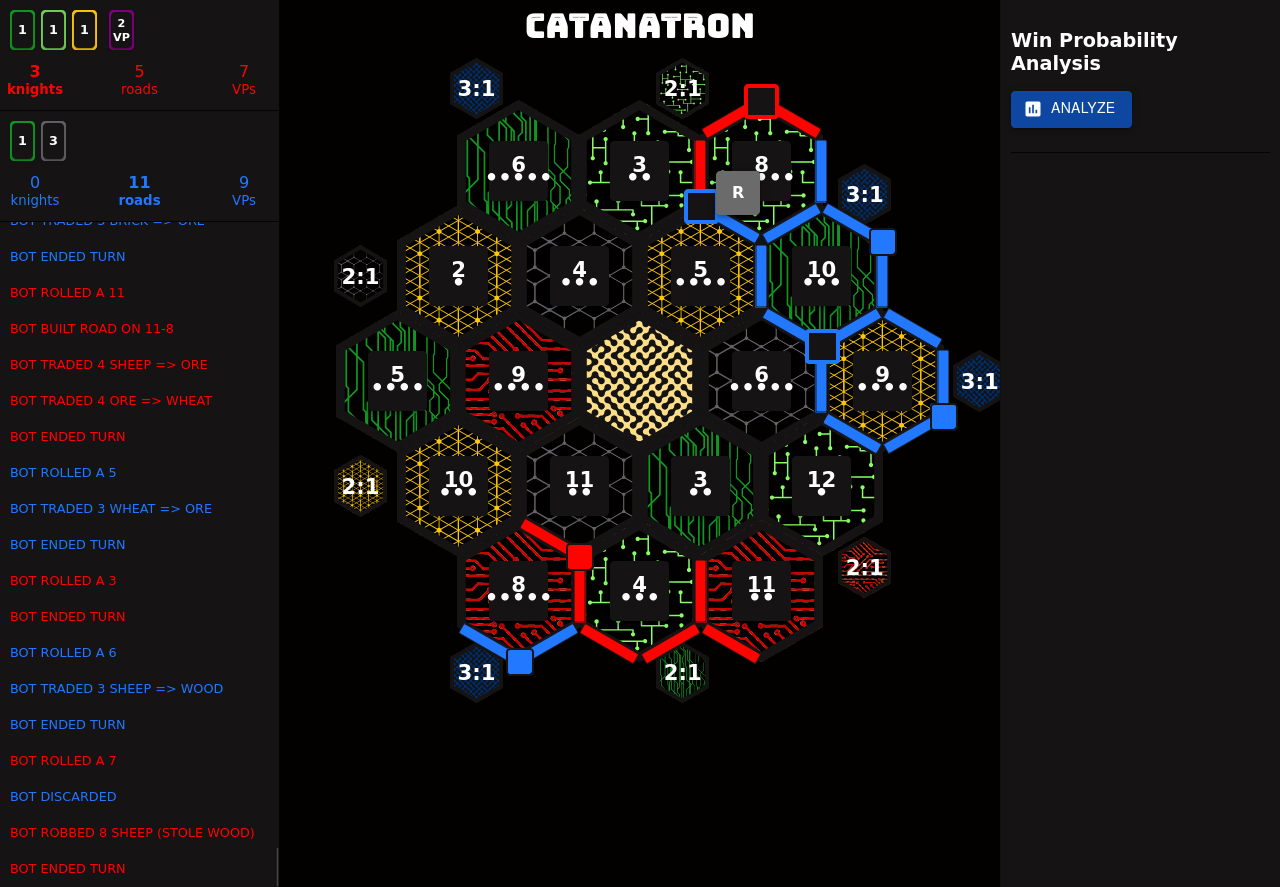 1 1 1 2 VP
3 knights 5 roads 7 VPs
1 3
0 knights 11 roads 9 VPs
BOT TRADED 3 BRICK => ORE
BOT ENDED TURN
BOT ROLLED A 11
BOT BUILT ROAD ON 11-8
BOT TRADED 4 SHEEP => ORE
BOT TRADED 4 ORE => WHEAT
BOT ENDED TURN
BOT ROLLED A 5
BOT TRADED 3 WHEAT => ORE
BOT ENDED TURN
BOT ROLLED A 3
BOT ENDED TURN
BOT ROLLED A 6
BOT TRADED 3 SHEEP => WOOD
BOT ENDED TURN
BOT ROLLED A 7
BOT DISCARDED
BOT ROBBED 8 SHEEP (STOLE WOOD)
BOT ENDED TURN
CATANATRON
3:1 2:1
6 3 8
R
3:1
2:1 2 4 5 10
5 9 6 9 3:1
2:1 10 11 3 12
8 4 11 2:1
3:1 2:1
Win Probability
Analysis
ANALYZE